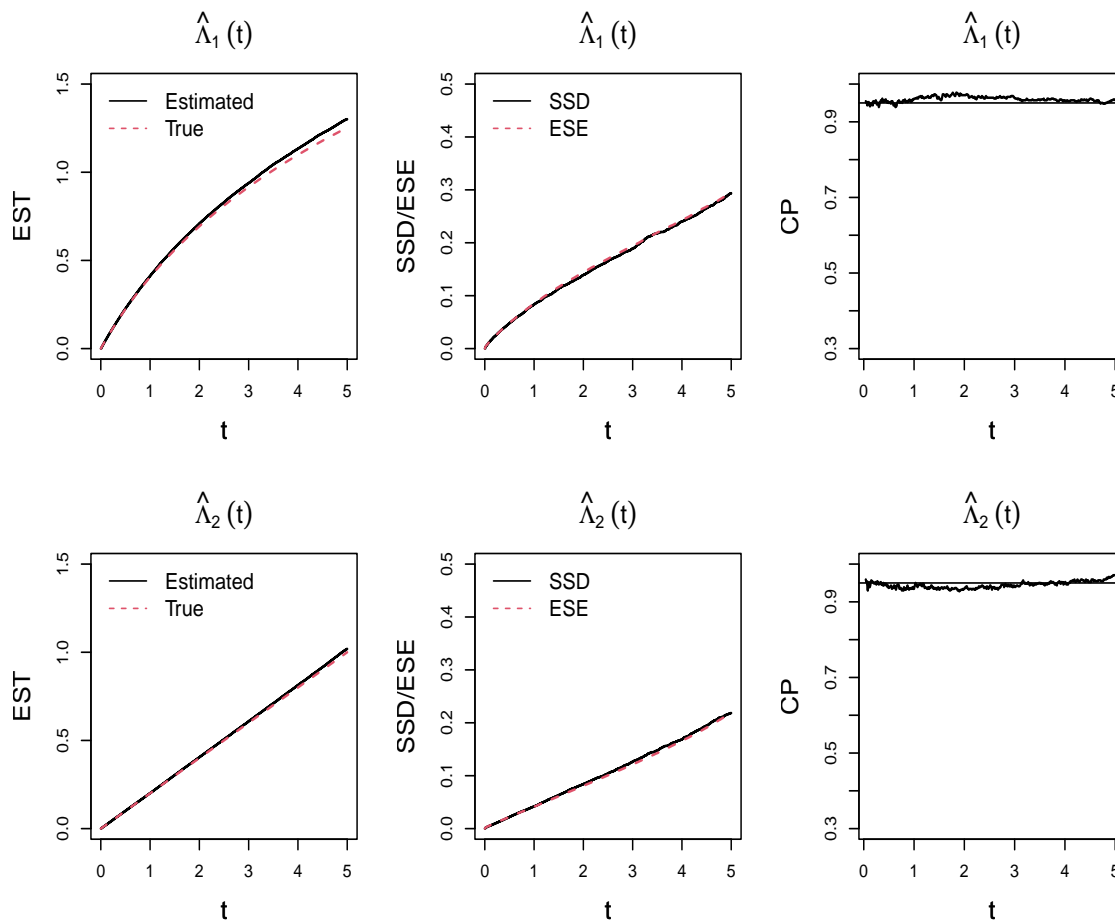 Λ̂₁ (t)
EST
0.0 0.5 1.0 1.5
Estimated
True
0 1 2 3 4 5
t
Λ̂₁ (t)
SSD/ESE
0.0 0.1 0.2 0.3 0.4 0.5
SSD
ESE
0 1 2 3 4 5
t
Λ̂₁ (t)
CP
0.3 0.5 0.7 0.9
0 1 2 3 4 5
t
Λ̂₂ (t)
EST
0.0 0.5 1.0 1.5
Estimated
True
0 1 2 3 4 5
t
Λ̂₂ (t)
SSD/ESE
0.0 0.1 0.2 0.3 0.4 0.5
SSD
ESE
0 1 2 3 4 5
t
Λ̂₂ (t)
CP
0.3 0.5 0.7 0.9
0 1 2 3 4 5
t